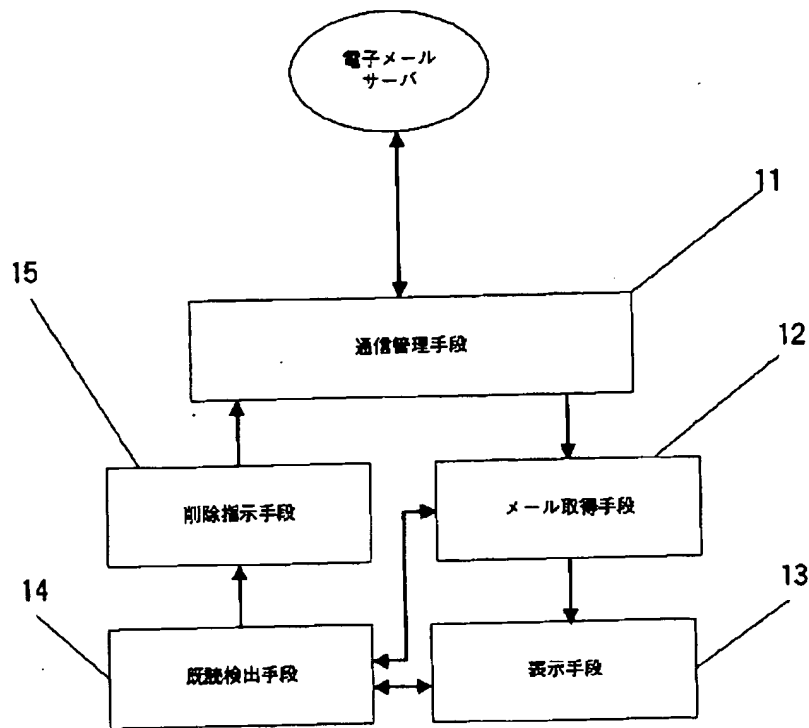 電子メール
サーバ
11
15
通信管理手段
12
削除指示手段
メール取得手段
14
13
既読検出手段
表示手段